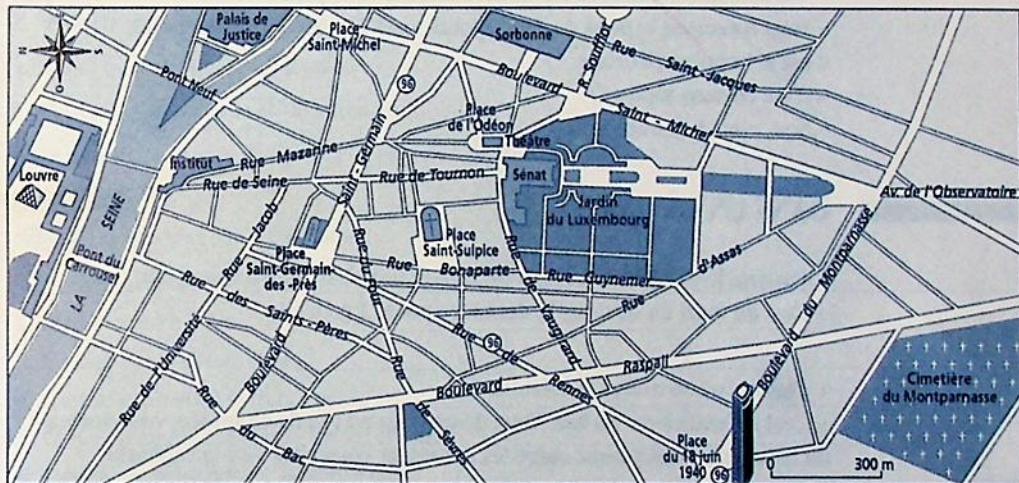 Palais de
Justice
Place
Saint-Michel
Sorbonne
R. Soufflot
Rue Saint-Jacques
Pont Neuf
96
Boulevard Saint-Michel
Place
de l'Odéon
Théâtre
Institut
Rue Mazarine
Saint-Germain
Louvre
Rue de Seine
Rue de Tournon
Sénat
Av. de l'Observatoire
LA SEINE
Rue Jacob
Jardin
du Luxembourg
Pont du
Carrousel
Place
Saint-Germain-
des-Prés
Rue du Four
Place
Saint-Sulpice
Rue Bonaparte
Rue Guynemer
Rue d'Assas
Rue des Saints-Pères
Rue de Vaugirard
Boulevard du Montparnasse
Rue de l'Université
Boulevard
96
Rue de Rennes
Boulevard Raspail
Rue de Sèvres
Rue du Bac
Cimetière
du Montparnasse
Place
du 18 juin
1940 96
0 300 m
N
S
O